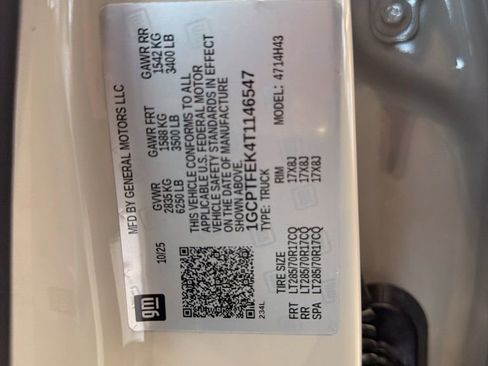 MFD BY GENERAL MOTORS LLC
10/25
GVWR GAWR FRT GAWR RR
2835 KG 1588 KG 1542 KG
6250 LB 3500 LB 3400 LB
THIS VEHICLE CONFORMS TO ALL
APPLICABLE U.S. FEDERAL MOTOR
VEHICLE SAFETY STANDARDS IN EFFECT
ON THE DATE OF MANUFACTURE
SHOWN ABOVE.
1GCPTFEK4T1146547
TYPE: TRUCK MODEL: 4714H43
gm
234L
TIRE SIZE RIM
FRT LT285/70R17CQ 17X8J
RR LT285/70R17CQ 17X8J
SPA LT285/70R17CQ 17X8J